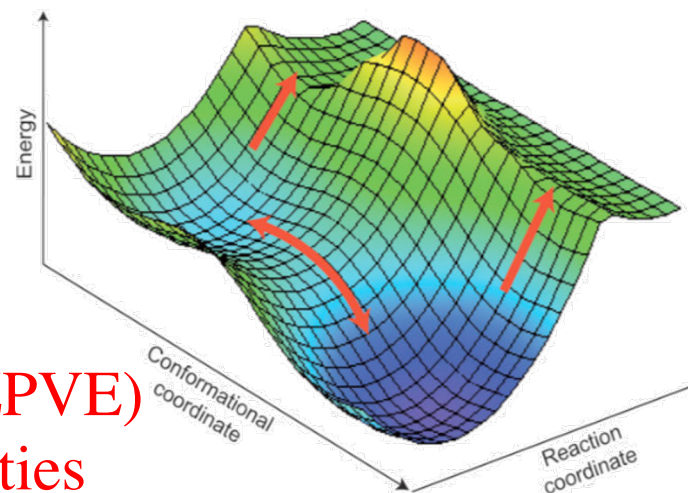 Energy
PVE)
ties
Conformational
coordinate
Reaction
coordinate